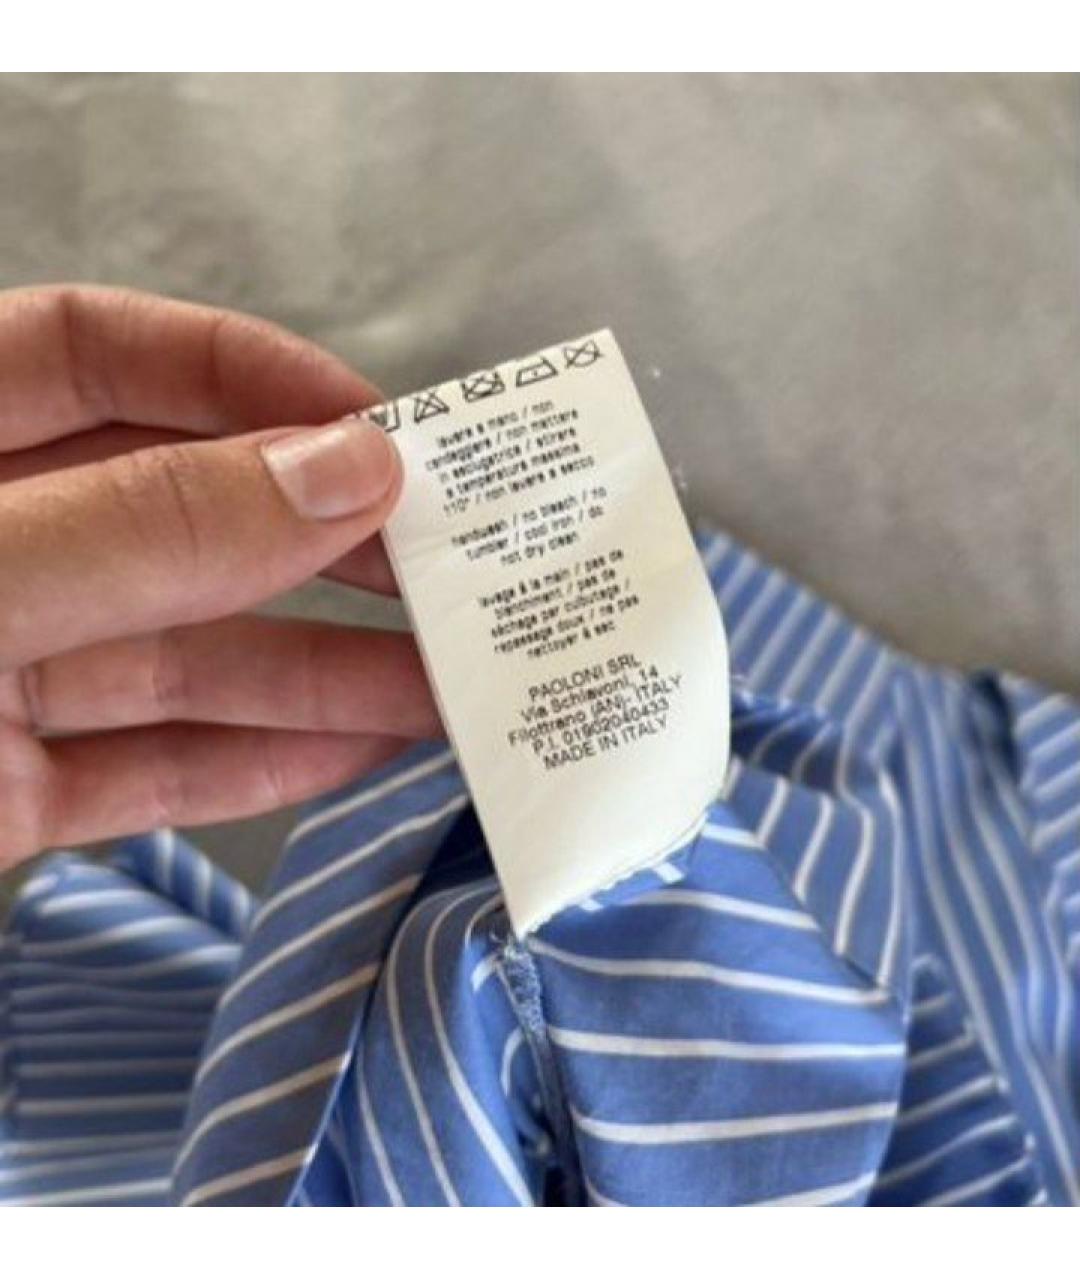 lavare a mano / non
candeggiare / non mettere
in asciugatrice / stirare
a temperatura massima
110° / non lavare a secco
handwash / no bleach / no
tumbler / cool iron / do
not dry clean
lavage à la main / pas de
blanchiment / pas de
séchage par culbutage /
repassage doux / ne pas
nettoyer à sec
PAOLONI SRL
Via Schiavoni, 14
Filottrano (AN)- ITALY
P.I. 01902040433
MADE IN ITALY